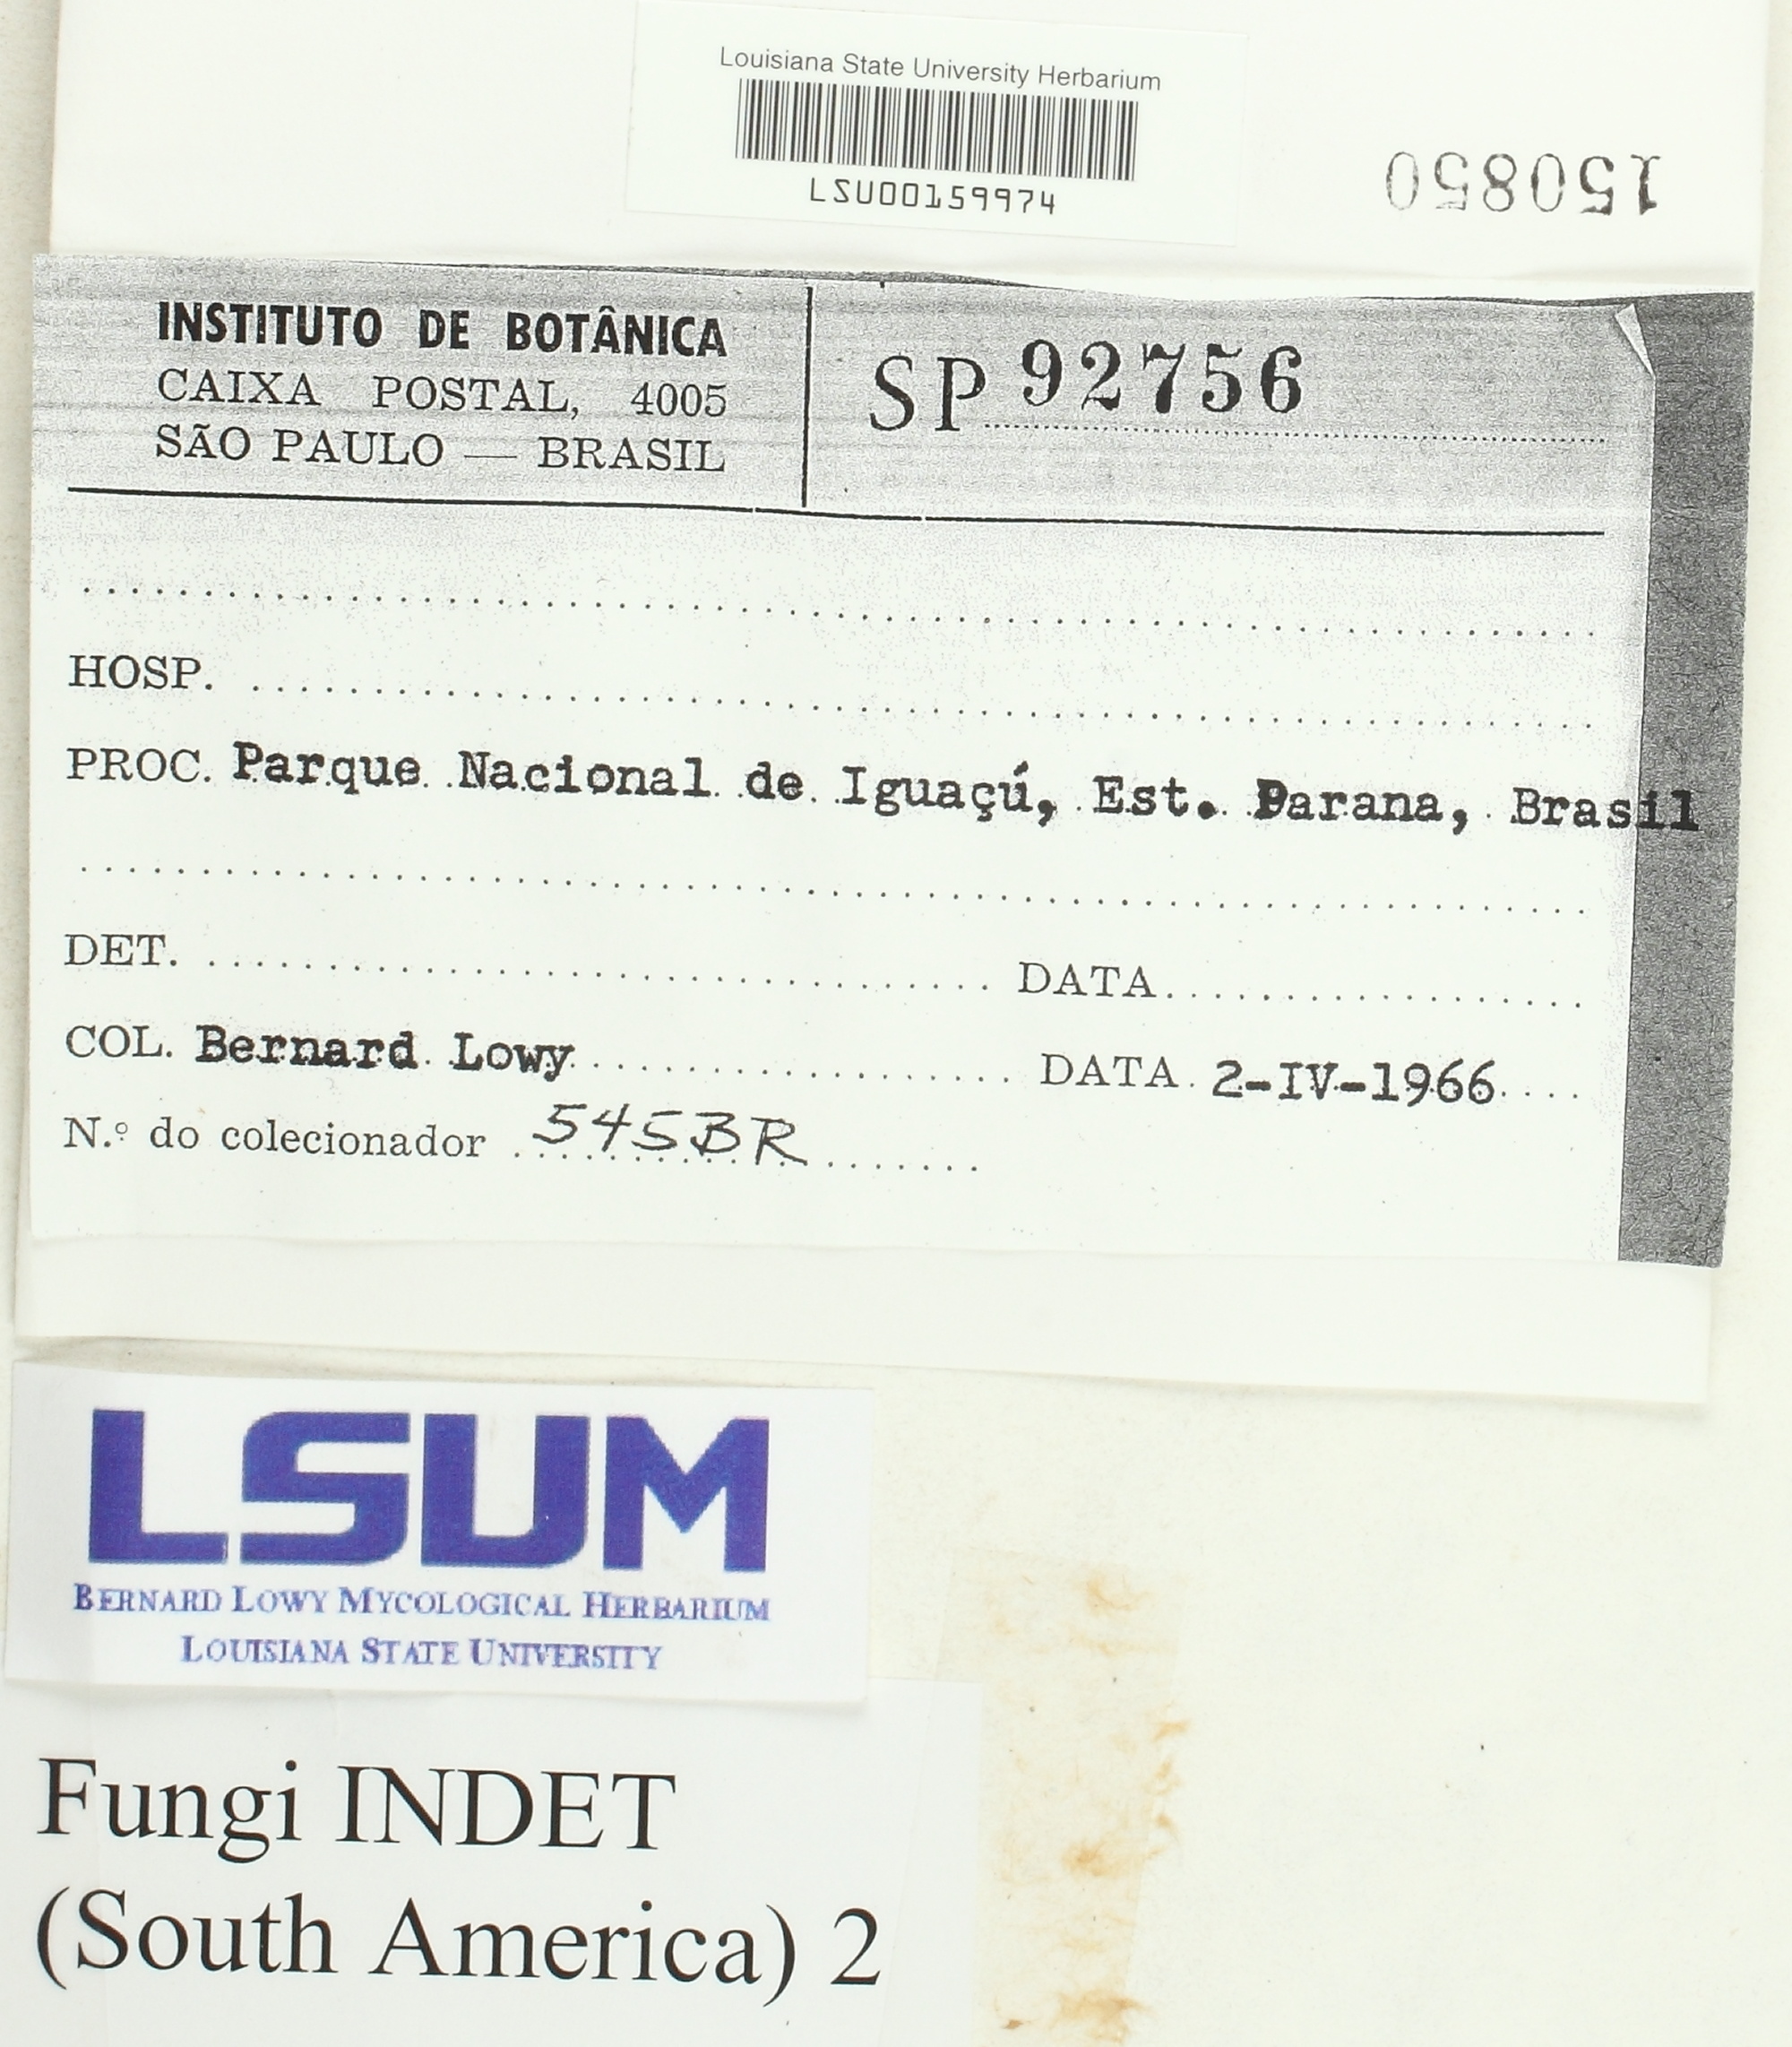 Louisiana State University Herbarium
LSU00159974
150850
INSTITUTO DE BOTÂNICA
CAIXA POSTAL, 4005
SÃO PAULO — BRASIL
SP 92756
HOSP.
PROC. Parque Nacional de Iguaçú, Est. Parana, Brasil
DET. DATA
COL. Bernard Lowy DATA 2-IV-1966
N.º do colecionador 545BR
LSUM
BERNARD LOWY MYCOLOGICAL HERBARIUM
LOUISIANA STATE UNIVERSITY
Fungi INDET
(South America) 2